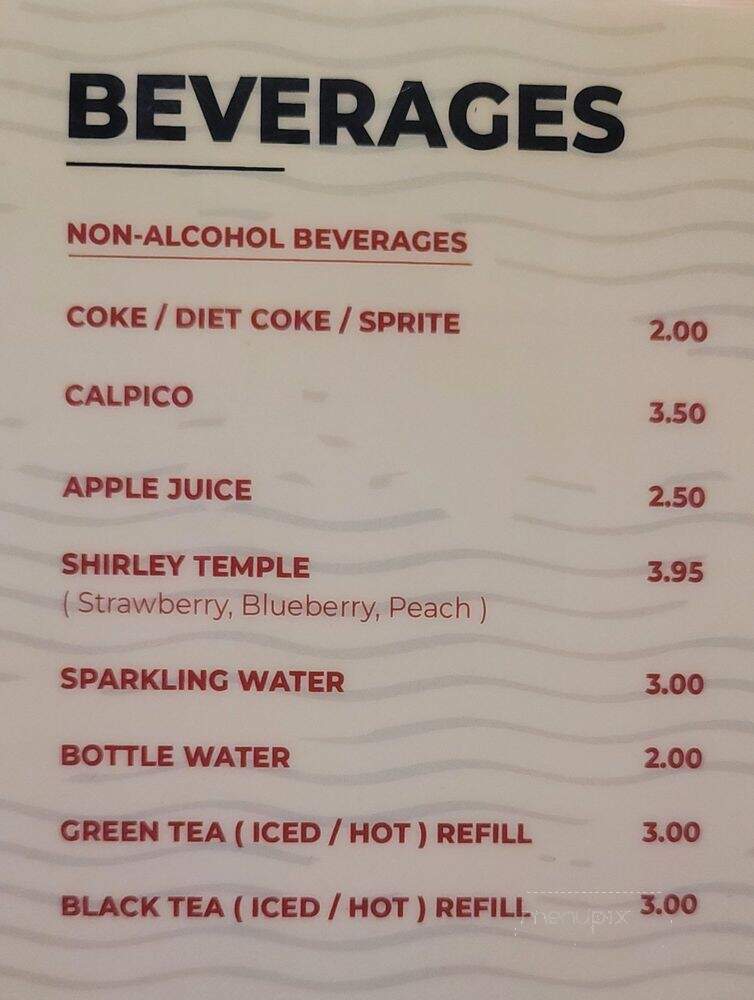 BEVERAGES
NON-ALCOHOL BEVERAGES
COKE / DIET COKE / SPRITE 2.00
CALPICO 3.50
APPLE JUICE 2.50
SHIRLEY TEMPLE 3.95
( Strawberry, Blueberry, Peach )
SPARKLING WATER 3.00
BOTTLE WATER 2.00
GREEN TEA ( ICED / HOT ) REFILL 3.00
BLACK TEA ( ICED / HOT ) REFILL 3.00
menupix